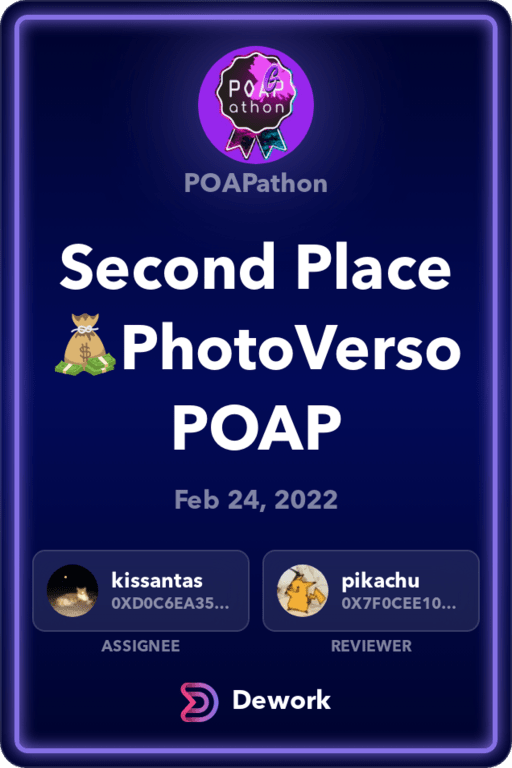 POAP
athon
POAPathon
Second Place
💰PhotoVerso
POAP
Feb 24, 2022
kissantas
0XD0C6EA35...
ASSIGNEE
pikachu
0X7F0CEE10...
REVIEWER
Dework